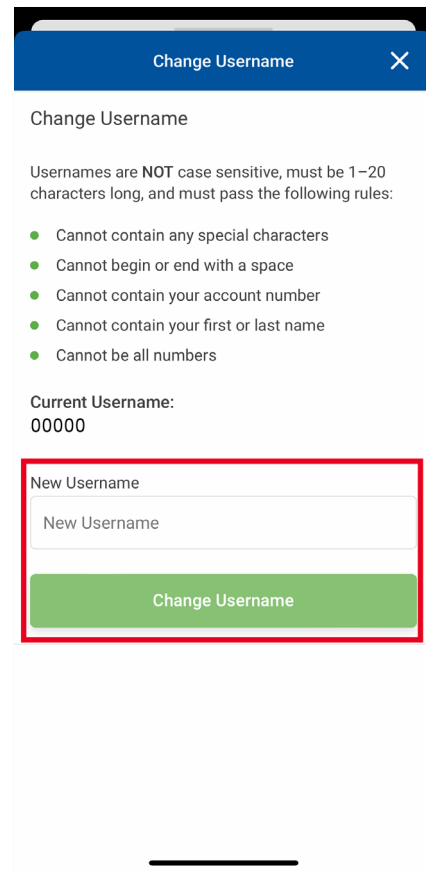 Change Username
Change Username
Usernames are NOT case sensitive, must be 1–20
characters long, and must pass the following rules:
Cannot contain any special characters
Cannot begin or end with a space
Cannot contain your account number
Cannot contain your first or last name
Cannot be all numbers
Current Username:
00000
New Username
New Username
Change Username